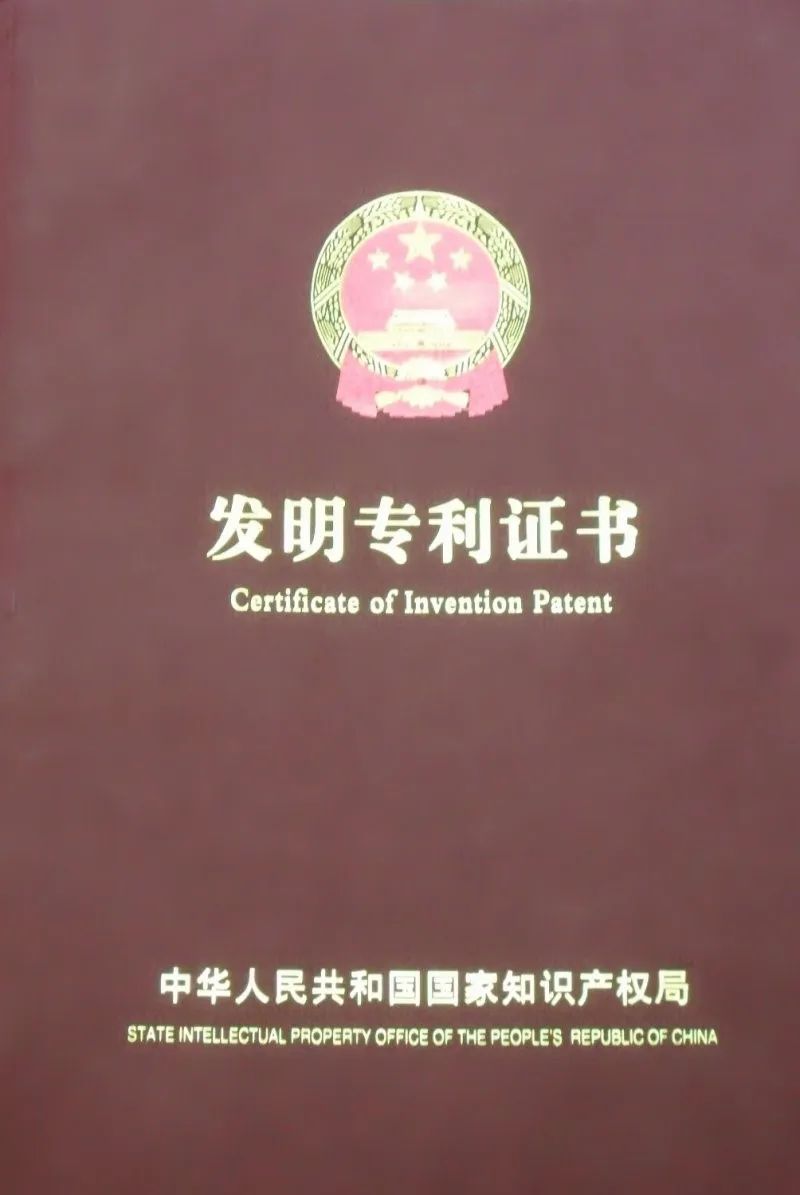 发明专利证书
Certificate of Invention Patent
中华人民共和国国家知识产权局
STATE INTELLECTUAL PROPERTY OFFICE OF THE PEOPLE'S REPUBLIC OF CHINA